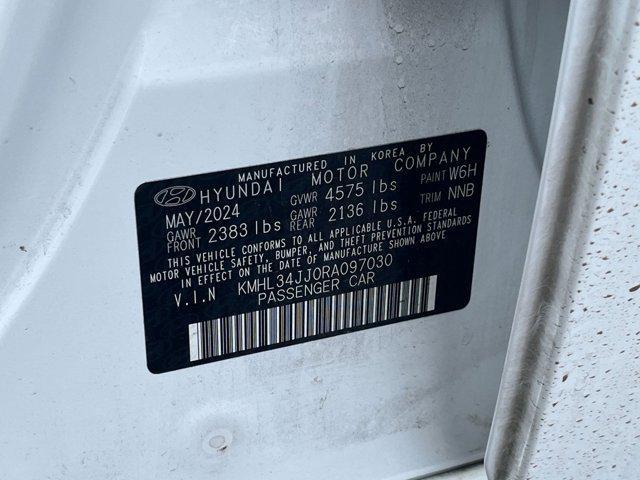 MANUFACTURED IN KOREA BY
HYUNDAI MOTOR COMPANY
MAY/2024 GVWR 4575 lbs PAINT W6H
GAWR FRONT 2383 lbs GAWR REAR 2136 lbs TRIM NNB
THIS VEHICLE CONFORMS TO ALL APPLICABLE U.S.A. FEDERAL
MOTOR VEHICLE SAFETY, BUMPER, AND THEFT PREVENTION STANDARDS
IN EFFECT ON THE DATE OF MANUFACTURE SHOWN ABOVE
V.I.N KMHL34JJ0RA097030
PASSENGER CAR